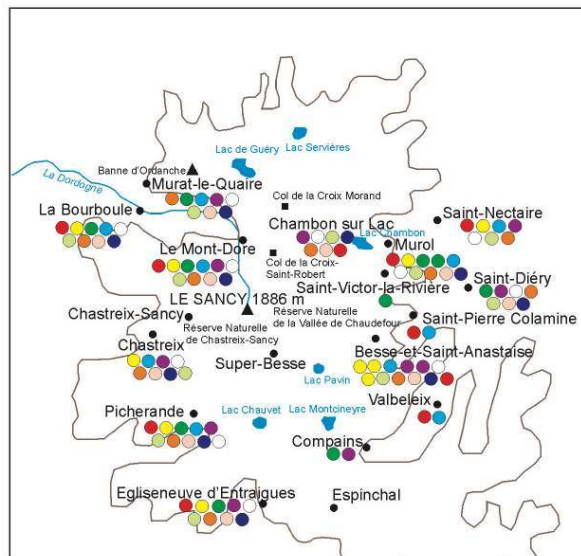 Lac Servières
Lac de Guéry
Banne d'Ordanche
La Dordogne
Murat-le-Quaire
Col de la Croix Morand
La Bourboule
Chambon sur Lac
Saint-Nectaire
Lac Chambon
Le Mont-Dore
Murol
Col de la Croix-
Saint-Robert
Saint-Diéry
Saint-Victor-la-Rivière
LE SANCY 1886 m
Chastreix-Sancy
Réserve Naturelle
de la Vallée de Chaudefour
Réserve Naturelle
de Chastreix-Sancy
Saint-Pierre Colamine
Chastreix
Super-Besse
Besse-et-Saint-Anastaise
Lac Pavin
Valbeleix
Picherande
Lac Chauvet
Lac Montcineyre
Compains
Egliseneuve d'Entraigues
Espinchal